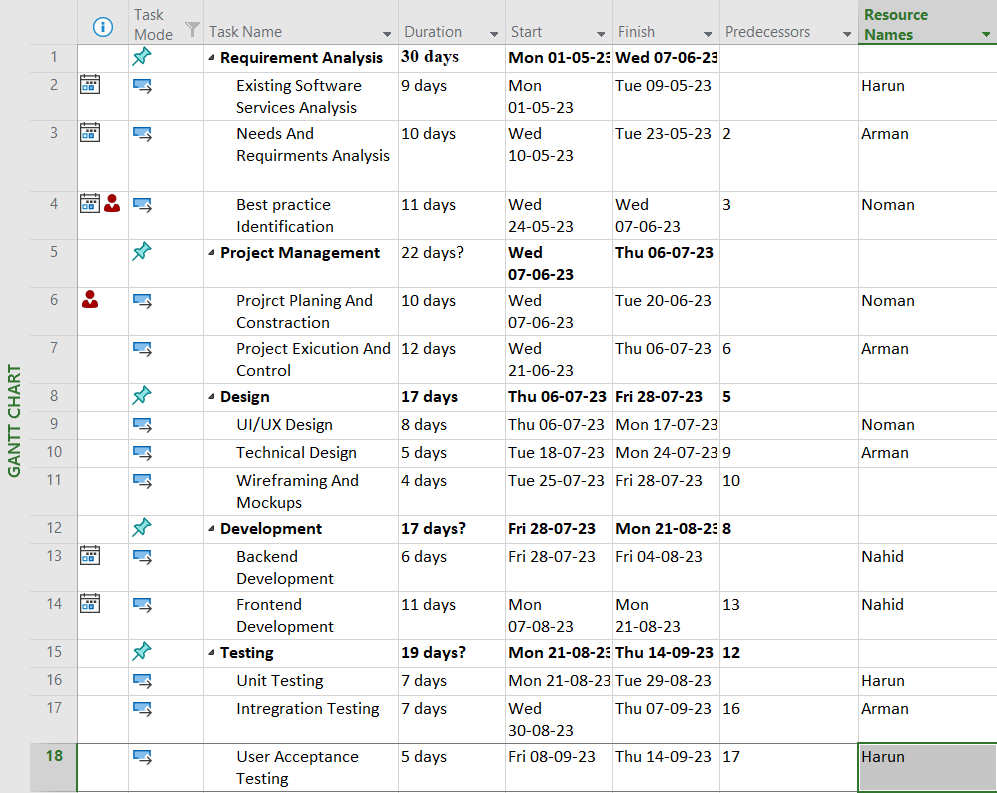 Task Mode Task Name Duration Start Finish Predecessors Resource Names
1 Requirement Analysis 30 days Mon 01-05-23 Wed 07-06-23
2 Existing Software Services Analysis 9 days Mon 01-05-23 Tue 09-05-23 Harun
3 Needs And Requirments Analysis 10 days Wed 10-05-23 Tue 23-05-23 2 Arman
4 Best practice Identification 11 days Wed 24-05-23 Wed 07-06-23 3 Noman
5 Project Management 22 days? Wed 07-06-23 Thu 06-07-23
6 Projrct Planing And Constraction 10 days Wed 07-06-23 Tue 20-06-23 Noman
7 Project Exicution And Control 12 days Wed 21-06-23 Thu 06-07-23 6 Arman
8 Design 17 days Thu 06-07-23 Fri 28-07-23 5
9 UI/UX Design 8 days Thu 06-07-23 Mon 17-07-23 Noman
10 Technical Design 5 days Tue 18-07-23 Mon 24-07-23 9 Arman
11 Wireframing And Mockups 4 days Tue 25-07-23 Fri 28-07-23 10
12 Development 17 days? Fri 28-07-23 Mon 21-08-23 8
13 Backend Development 6 days Fri 28-07-23 Fri 04-08-23 Nahid
14 Frontend Development 11 days Mon 07-08-23 Mon 21-08-23 13 Nahid
15 Testing 19 days? Mon 21-08-23 Thu 14-09-23 12
16 Unit Testing 7 days Mon 21-08-23 Tue 29-08-23 Harun
17 Intregration Testing 7 days Wed 30-08-23 Thu 07-09-23 16 Arman
18 User Acceptance Testing 5 days Fri 08-09-23 Thu 14-09-23 17 Harun
GANTT CHART